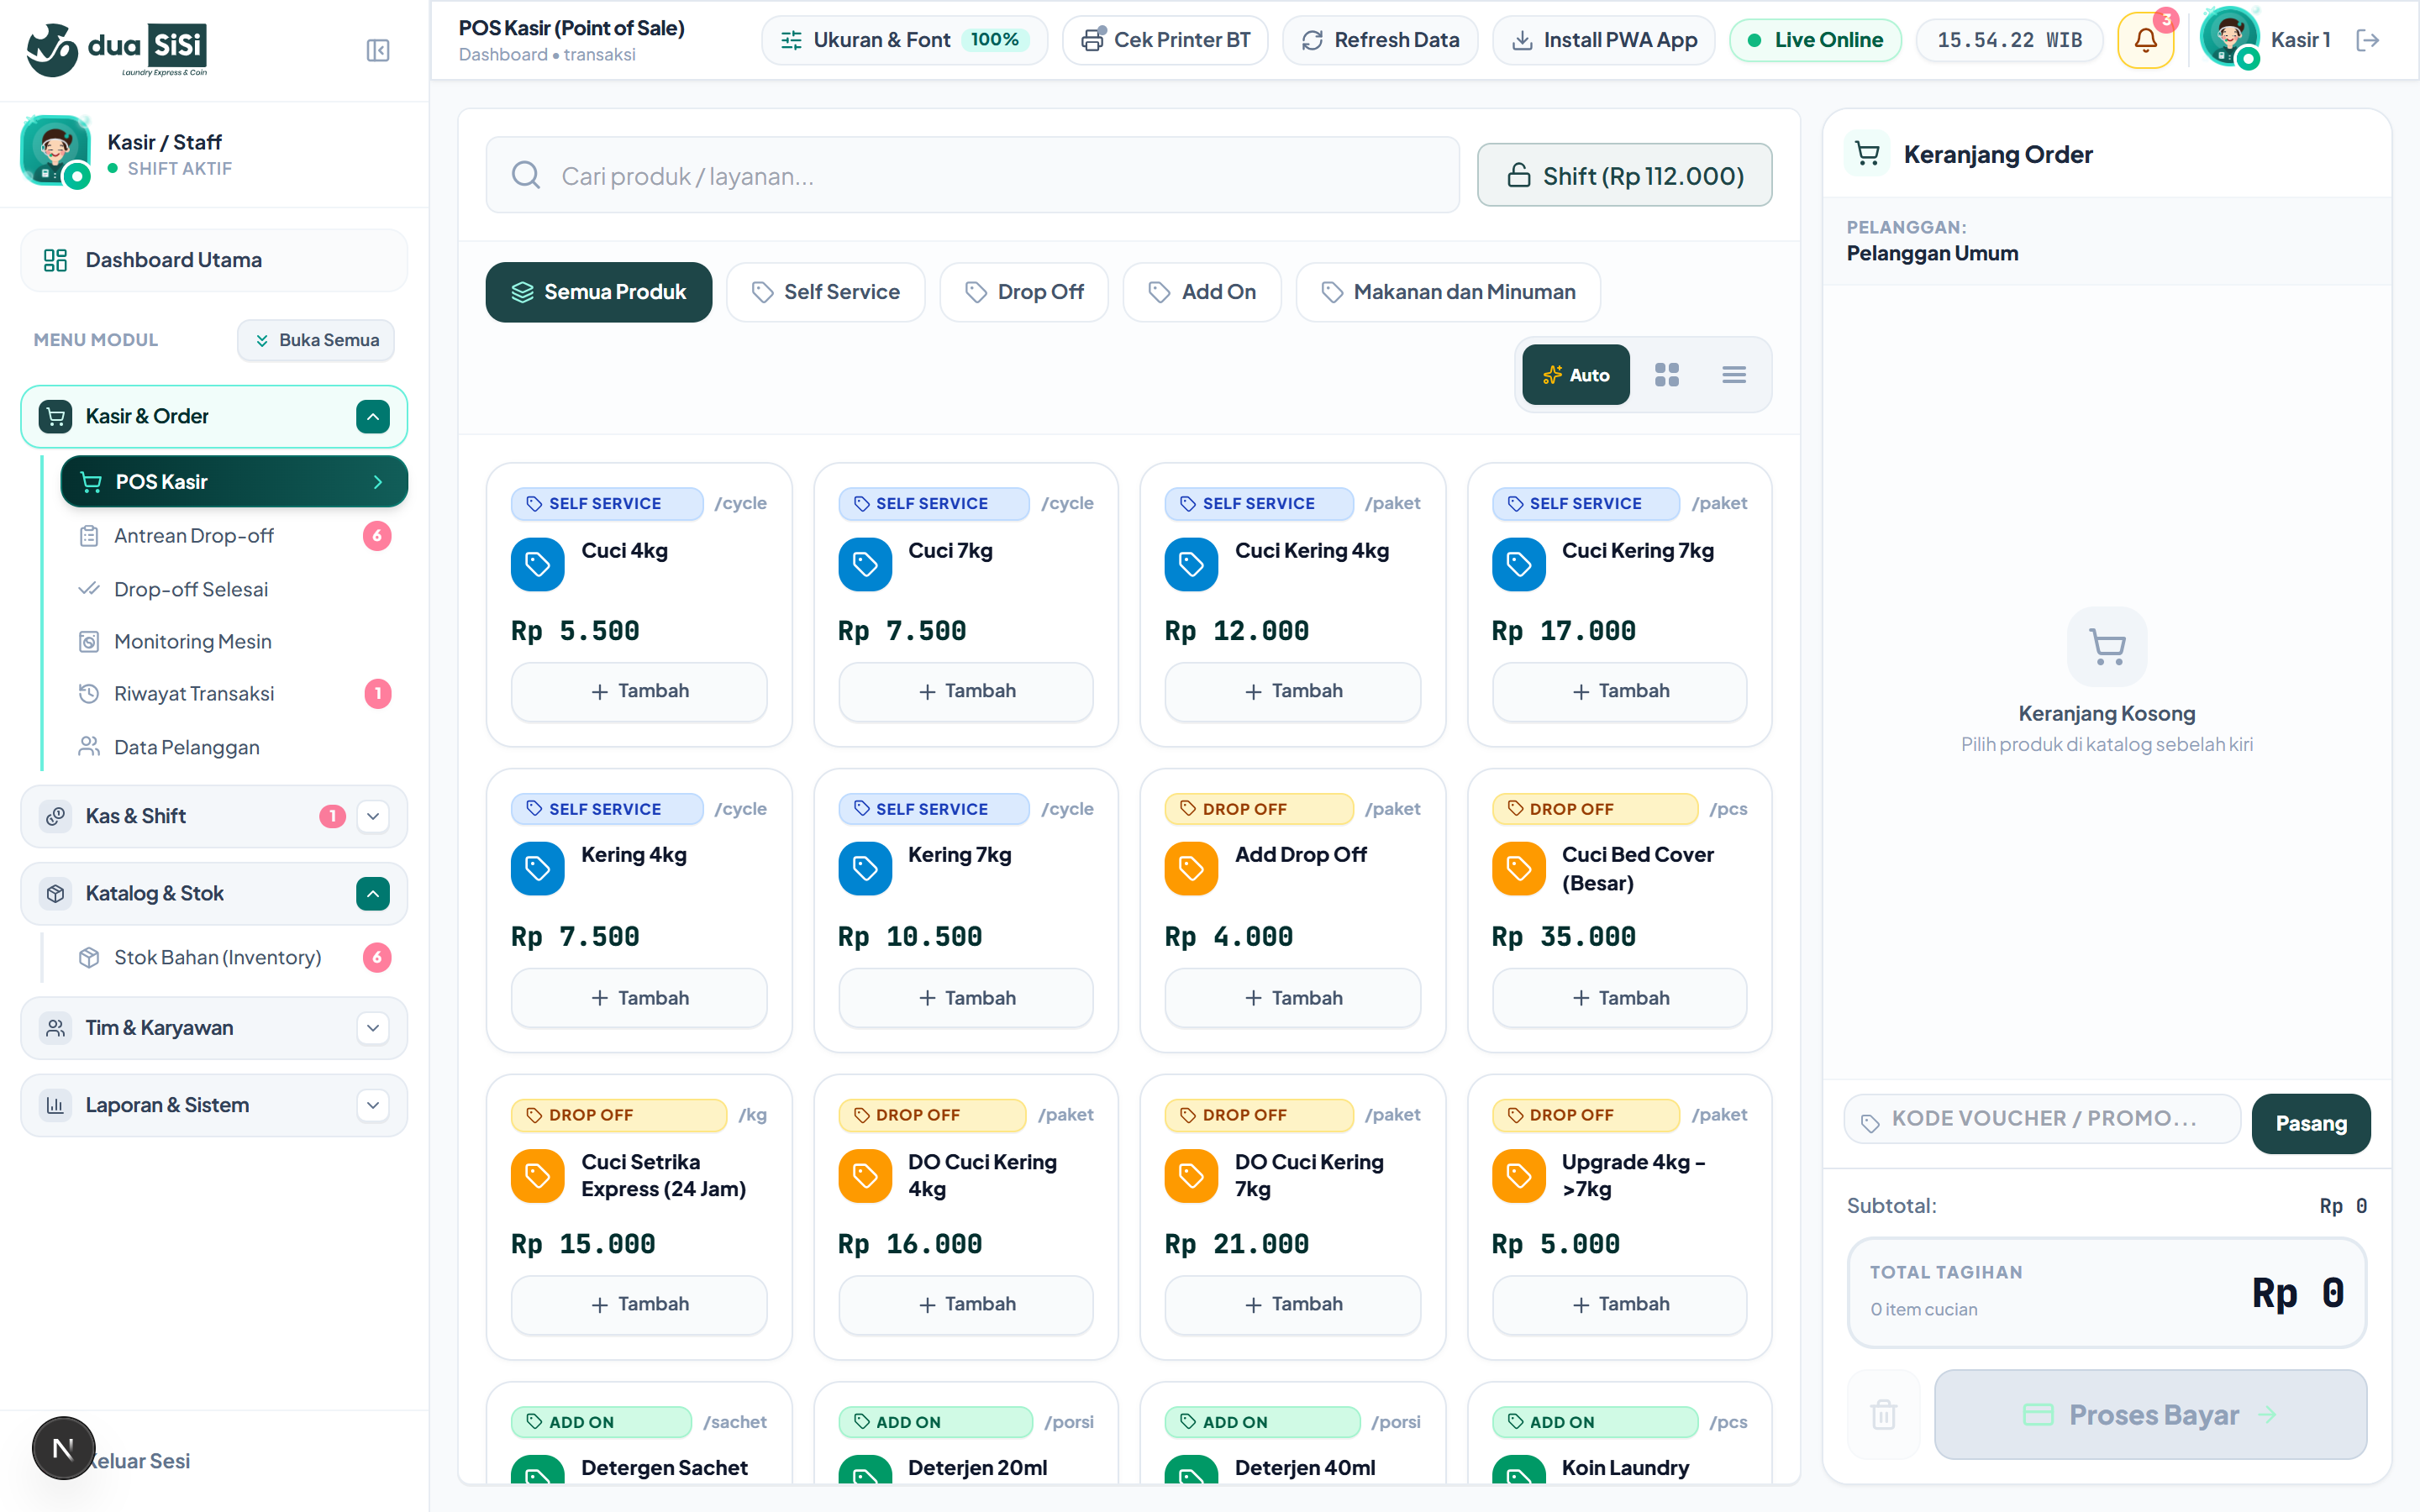 dua SiSi
Laundry Express & Coin
Kasir / Staff
SHIFT AKTIF
Dashboard Utama
MENU MODUL
Buka Semua
Kasir & Order
POS Kasir
Antrean Drop-off
6
Drop-off Selesai
Monitoring Mesin
Riwayat Transaksi
1
Data Pelanggan
Kas & Shift
1
Katalog & Stok
Stok Bahan (Inventory)
6
Tim & Karyawan
Laporan & Sistem
N
Keluar Sesi
POS Kasir (Point of Sale)
Dashboard • transaksi
Ukuran & Font 100%
Cek Printer BT
Refresh Data
Install PWA App
Live Online
15.54.22 WIB
3
Kasir 1
Cari produk / layanan...
Shift (Rp 112.000)
Semua Produk
Self Service
Drop Off
Add On
Makanan dan Minuman
Auto
SELF SERVICE /cycle
Cuci 4kg
Rp 5.500
+ Tambah
SELF SERVICE /cycle
Cuci 7kg
Rp 7.500
+ Tambah
SELF SERVICE /paket
Cuci Kering 4kg
Rp 12.000
+ Tambah
SELF SERVICE /paket
Cuci Kering 7kg
Rp 17.000
+ Tambah
SELF SERVICE /cycle
Kering 4kg
Rp 7.500
+ Tambah
SELF SERVICE /cycle
Kering 7kg
Rp 10.500
+ Tambah
DROP OFF /paket
Add Drop Off
Rp 4.000
+ Tambah
DROP OFF /pcs
Cuci Bed Cover
(Besar)
Rp 35.000
+ Tambah
DROP OFF /kg
Cuci Setrika
Express (24 Jam)
Rp 15.000
+ Tambah
DROP OFF /paket
DO Cuci Kering
4kg
Rp 16.000
+ Tambah
DROP OFF /paket
DO Cuci Kering
7kg
Rp 21.000
+ Tambah
DROP OFF /paket
Upgrade 4kg -
>7kg
Rp 5.000
+ Tambah
ADD ON /sachet
Detergen Sachet
ADD ON /porsi
Deterjen 20ml
ADD ON /porsi
Deterjen 40ml
ADD ON /pcs
Koin Laundry
Keranjang Order
PELANGGAN:
Pelanggan Umum
Keranjang Kosong
Pilih produk di katalog sebelah kiri
KODE VOUCHER / PROMO...
Pasang
Subtotal: Rp 0
TOTAL TAGIHAN
0 item cucian
Rp 0
Proses Bayar